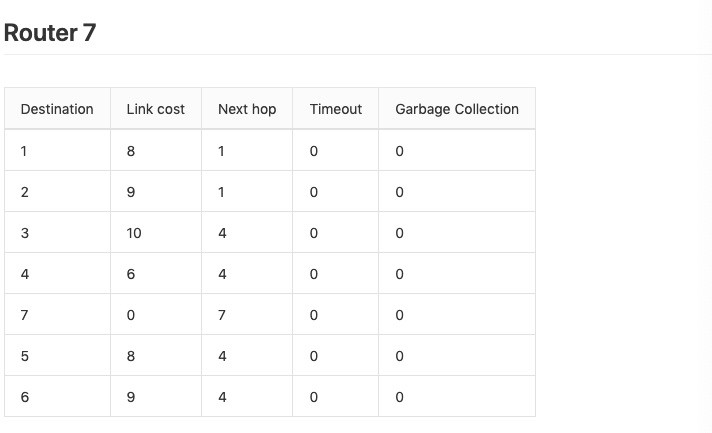 Router 7
Destination Link cost Next hop Timeout Garbage Collection
1 8 1 0 0
2 9 1 0 0
3 10 4 0 0
4 6 4 0 0
7 0 7 0 0
5 8 4 0 0
6 9 4 0 0